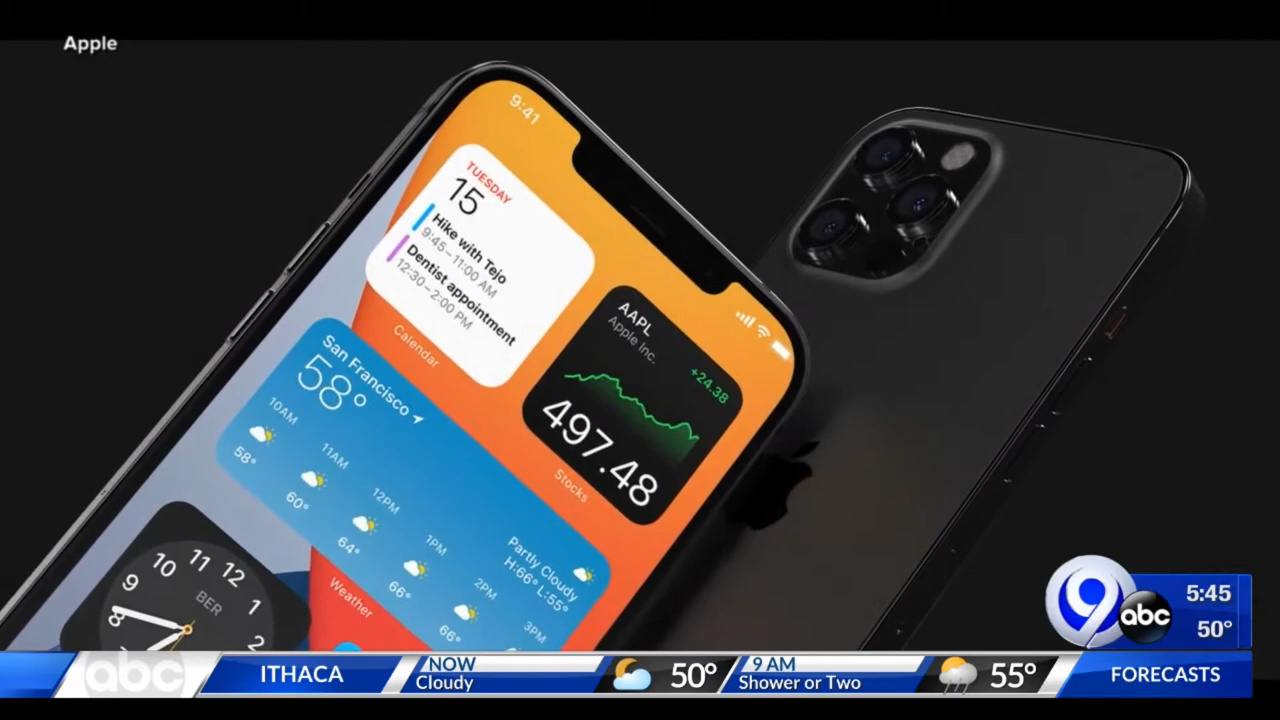 Apple
9:41
TUESDAY
15
Hike with Tejo
9:45–11:00 AM
Dentist appointment
12:30–2:00 PM
Calendar
AAPL
Apple Inc.
+24.38
497.48
Stocks
San Francisco
58°
10AM
11AM
12PM
1PM
2PM
3PM
58°
60°
64°
66°
66°
Partly Cloudy
H:66° L:55°
Weather
10
11
12
9
1
8
2
BER
9
abc
5:45
50°
abc
ITHACA
NOW
Cloudy
50°
9 AM
Shower or Two
55°
FORECASTS